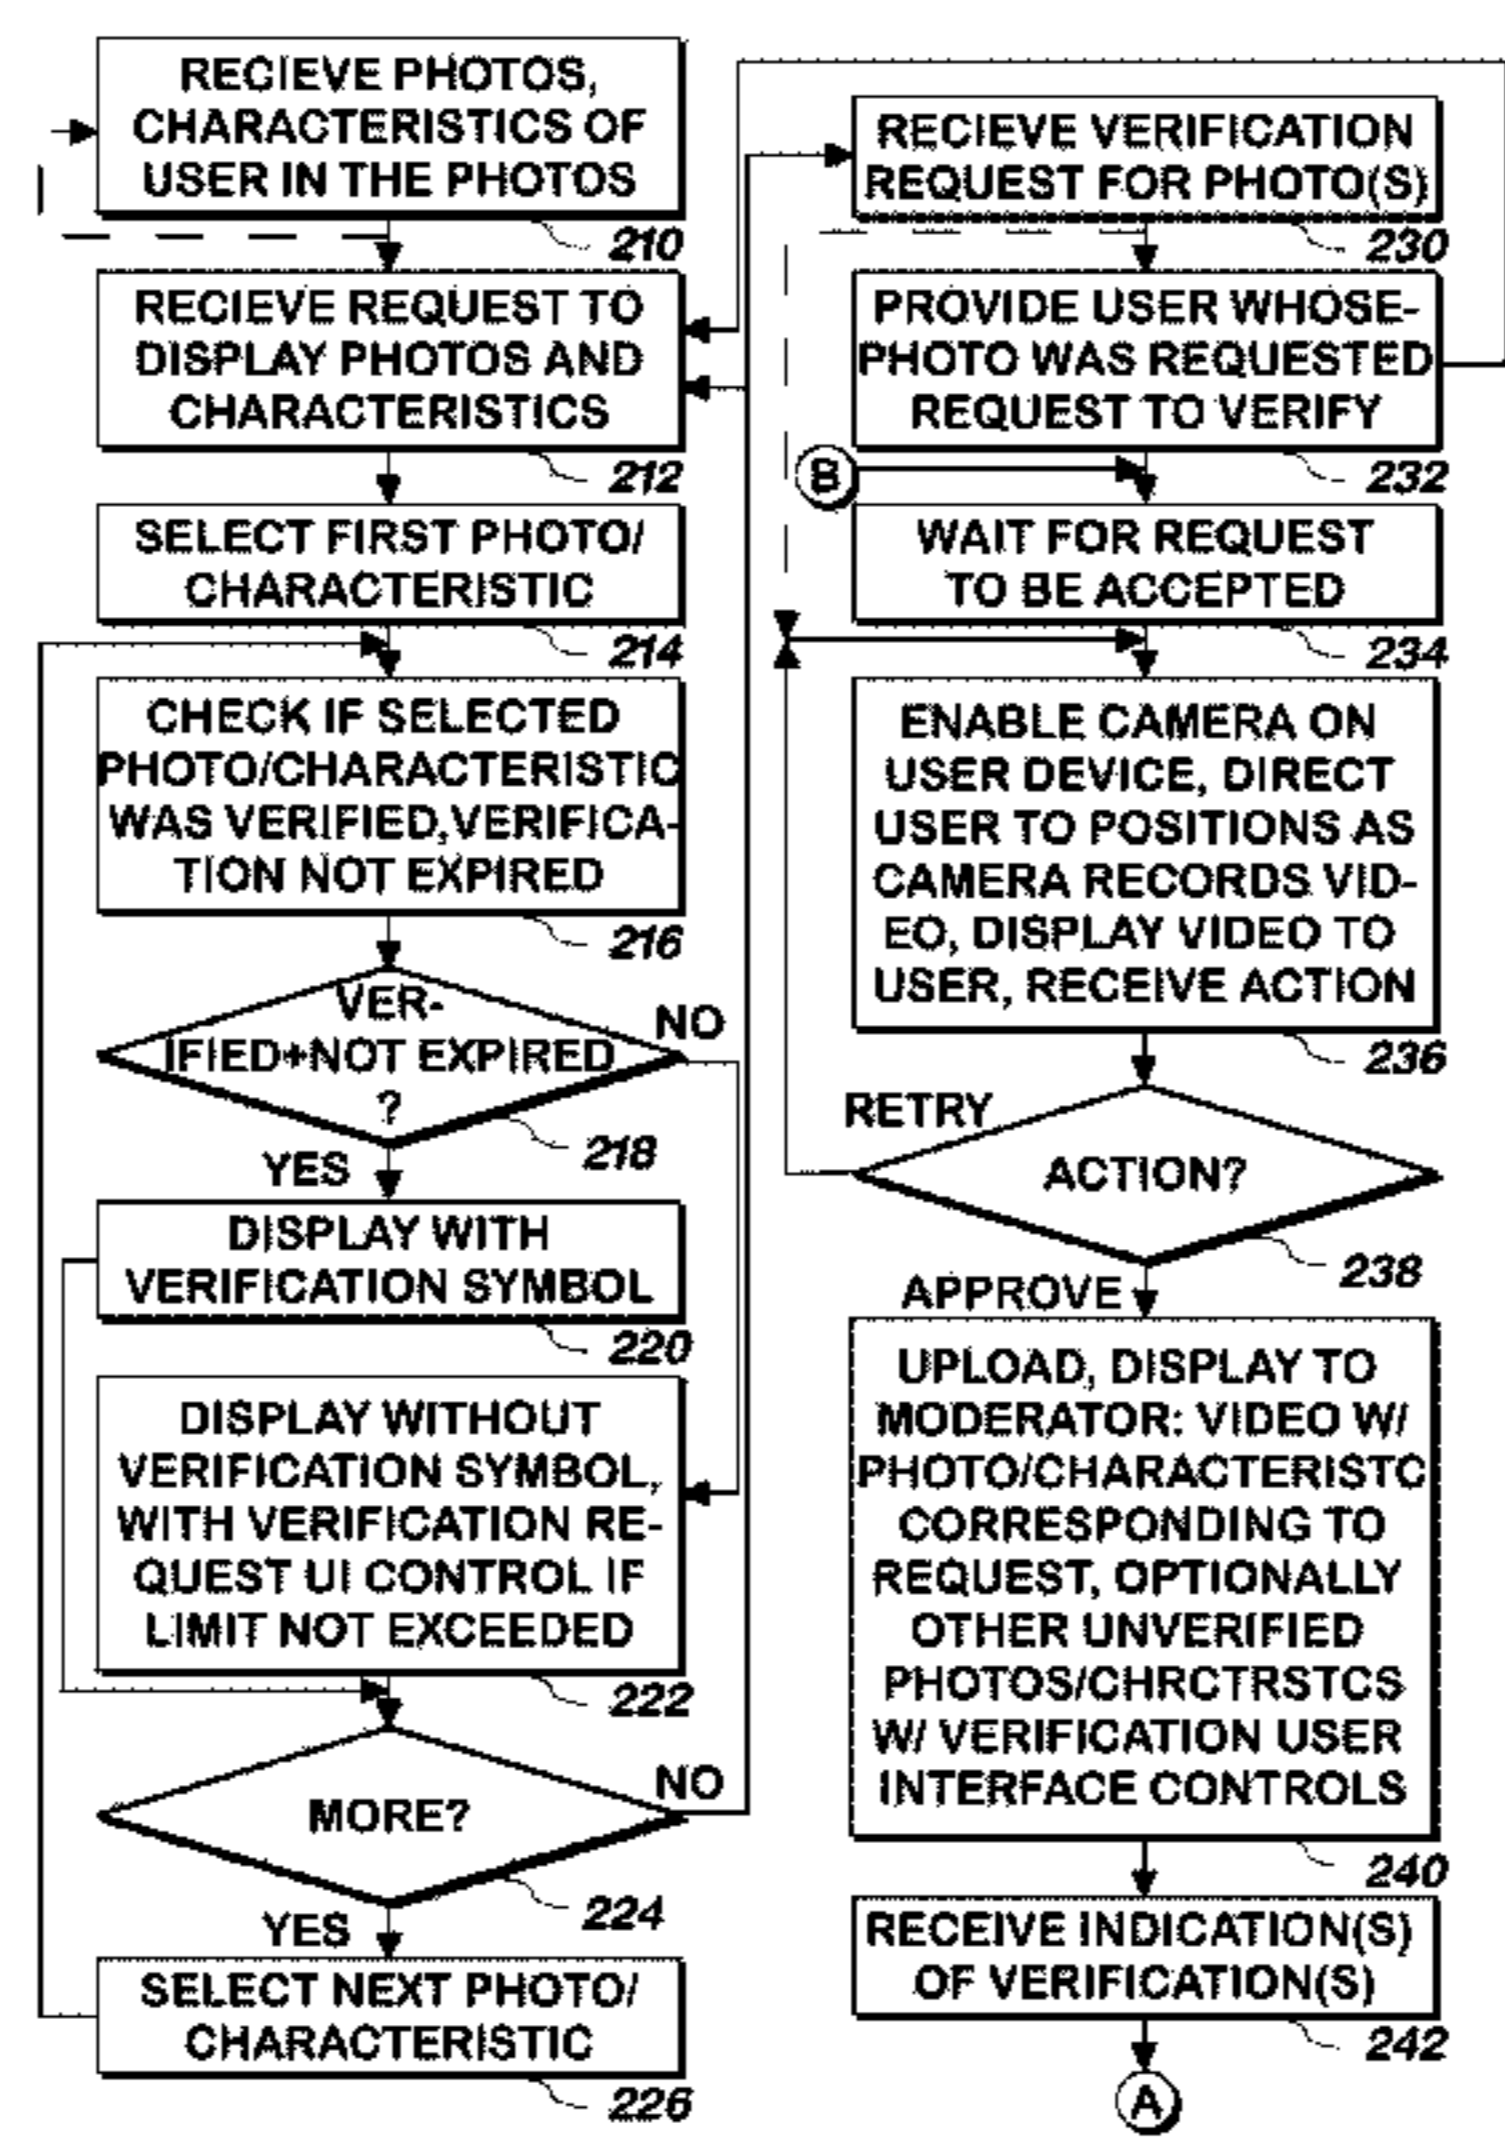 RECIEVE PHOTOS,
CHARACTERISTICS OF
USER IN THE PHOTOS
210
RECIEVE REQUEST TO
DISPLAY PHOTOS AND
CHARACTERISTICS
212
SELECT FIRST PHOTO/
CHARACTERISTIC
214
CHECK IF SELECTED
PHOTO/CHARACTERISTIC
WAS VERIFIED,VERIFICA-
TION NOT EXPIRED
216
VER-
IFIED+NOT EXPIRED
?
NO
218
YES
DISPLAY WITH
VERIFICATION SYMBOL
220
DISPLAY WITHOUT
VERIFICATION SYMBOL,
WITH VERIFICATION RE-
QUEST UI CONTROL IF
LIMIT NOT EXCEEDED
222
MORE?
NO
224
YES
SELECT NEXT PHOTO/
CHARACTERISTIC
226
RECIEVE VERIFICATION
REQUEST FOR PHOTO(S)
230
PROVIDE USER WHOSE-
PHOTO WAS REQUESTED
REQUEST TO VERIFY
232
B
WAIT FOR REQUEST
TO BE ACCEPTED
234
ENABLE CAMERA ON
USER DEVICE, DIRECT
USER TO POSITIONS AS
CAMERA RECORDS VID-
EO, DISPLAY VIDEO TO
USER, RECEIVE ACTION
236
RETRY
ACTION?
238
APPROVE
UPLOAD, DISPLAY TO
MODERATOR: VIDEO W/
PHOTO/CHARACTERISTC
CORRESPONDING TO
REQUEST, OPTIONALLY
OTHER UNVERIFIED
PHOTOS/CHRCTRSTCS
W/ VERIFICATION USER
INTERFACE CONTROLS
240
RECEIVE INDICATION(S)
OF VERIFICATION(S)
242
A